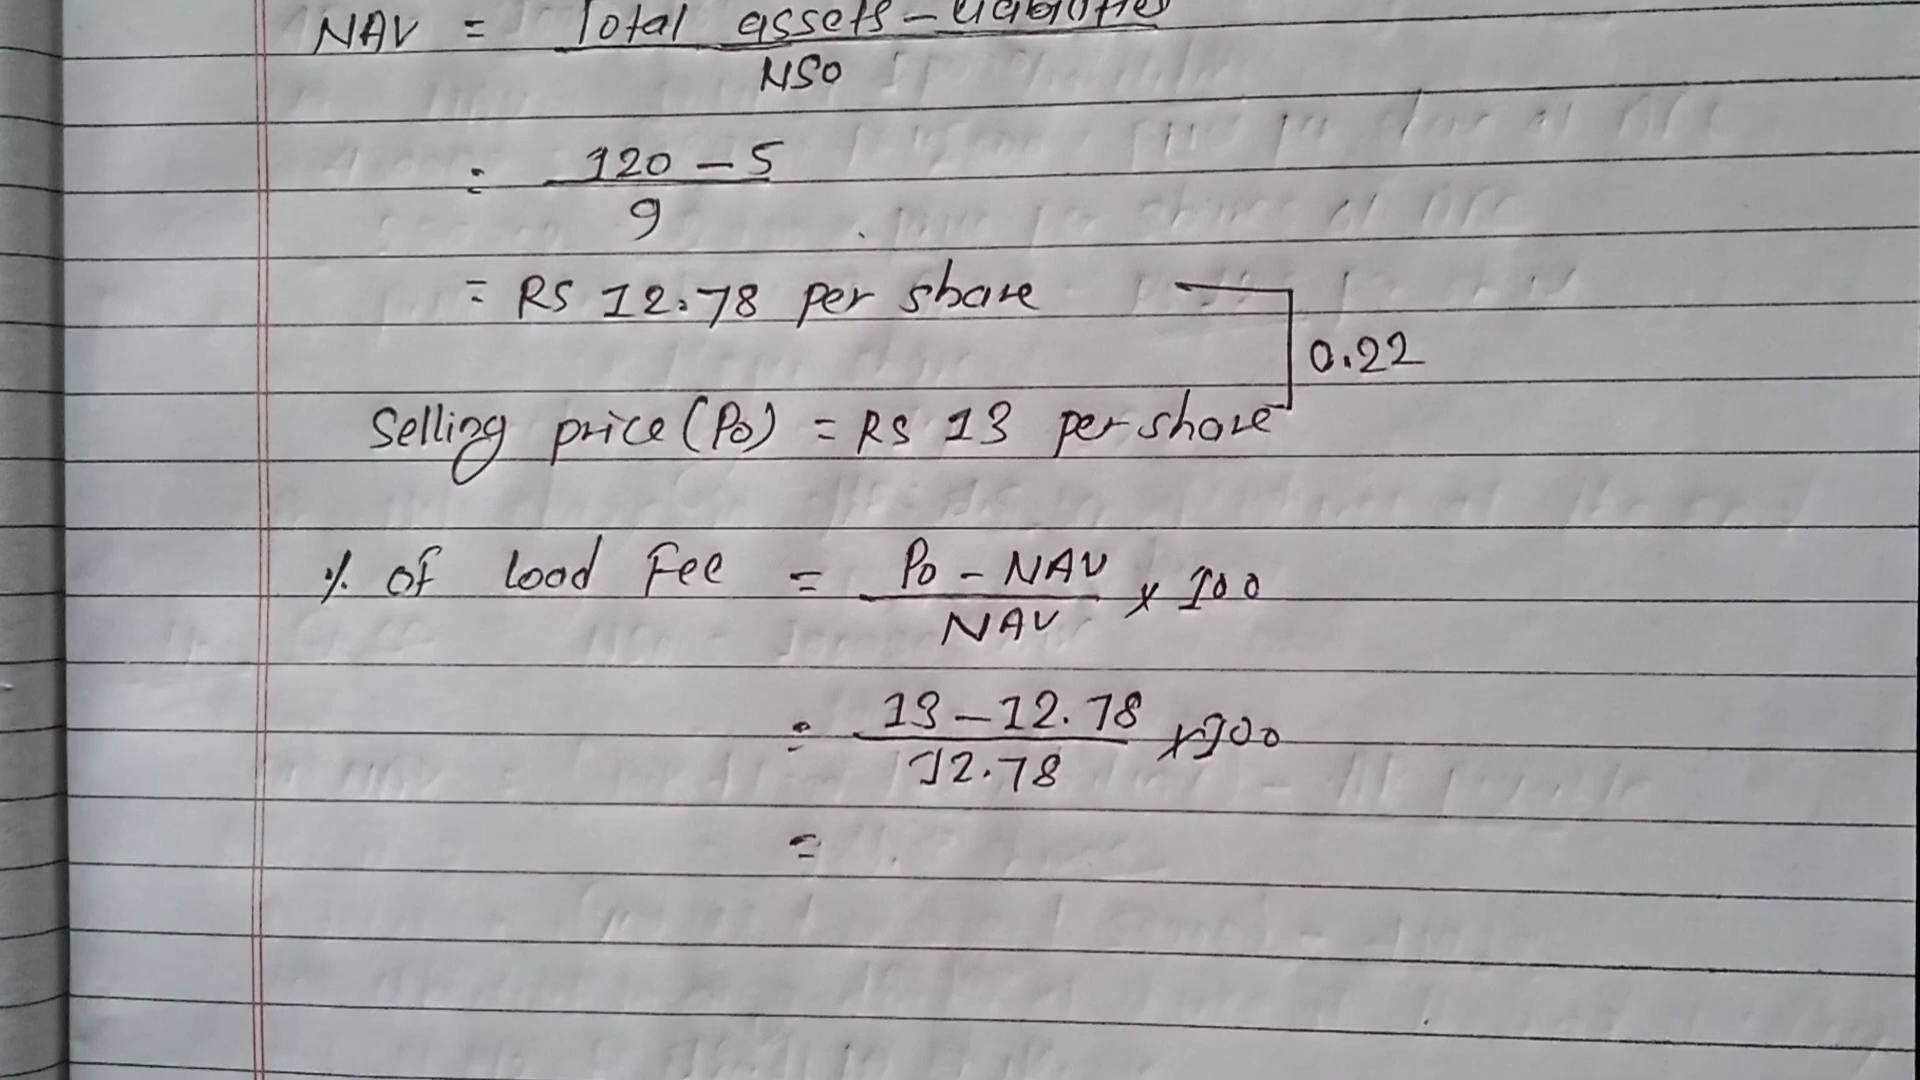 NAV = Total assets - Liabilities
NSO
= 120 - 5
9
= RS 12.78 per share
0.22
Selling price (Po) = RS 13 per share
% of load Fee = Po - NAV × 100
NAV
= 13 - 12.78 × 100
12.78
=